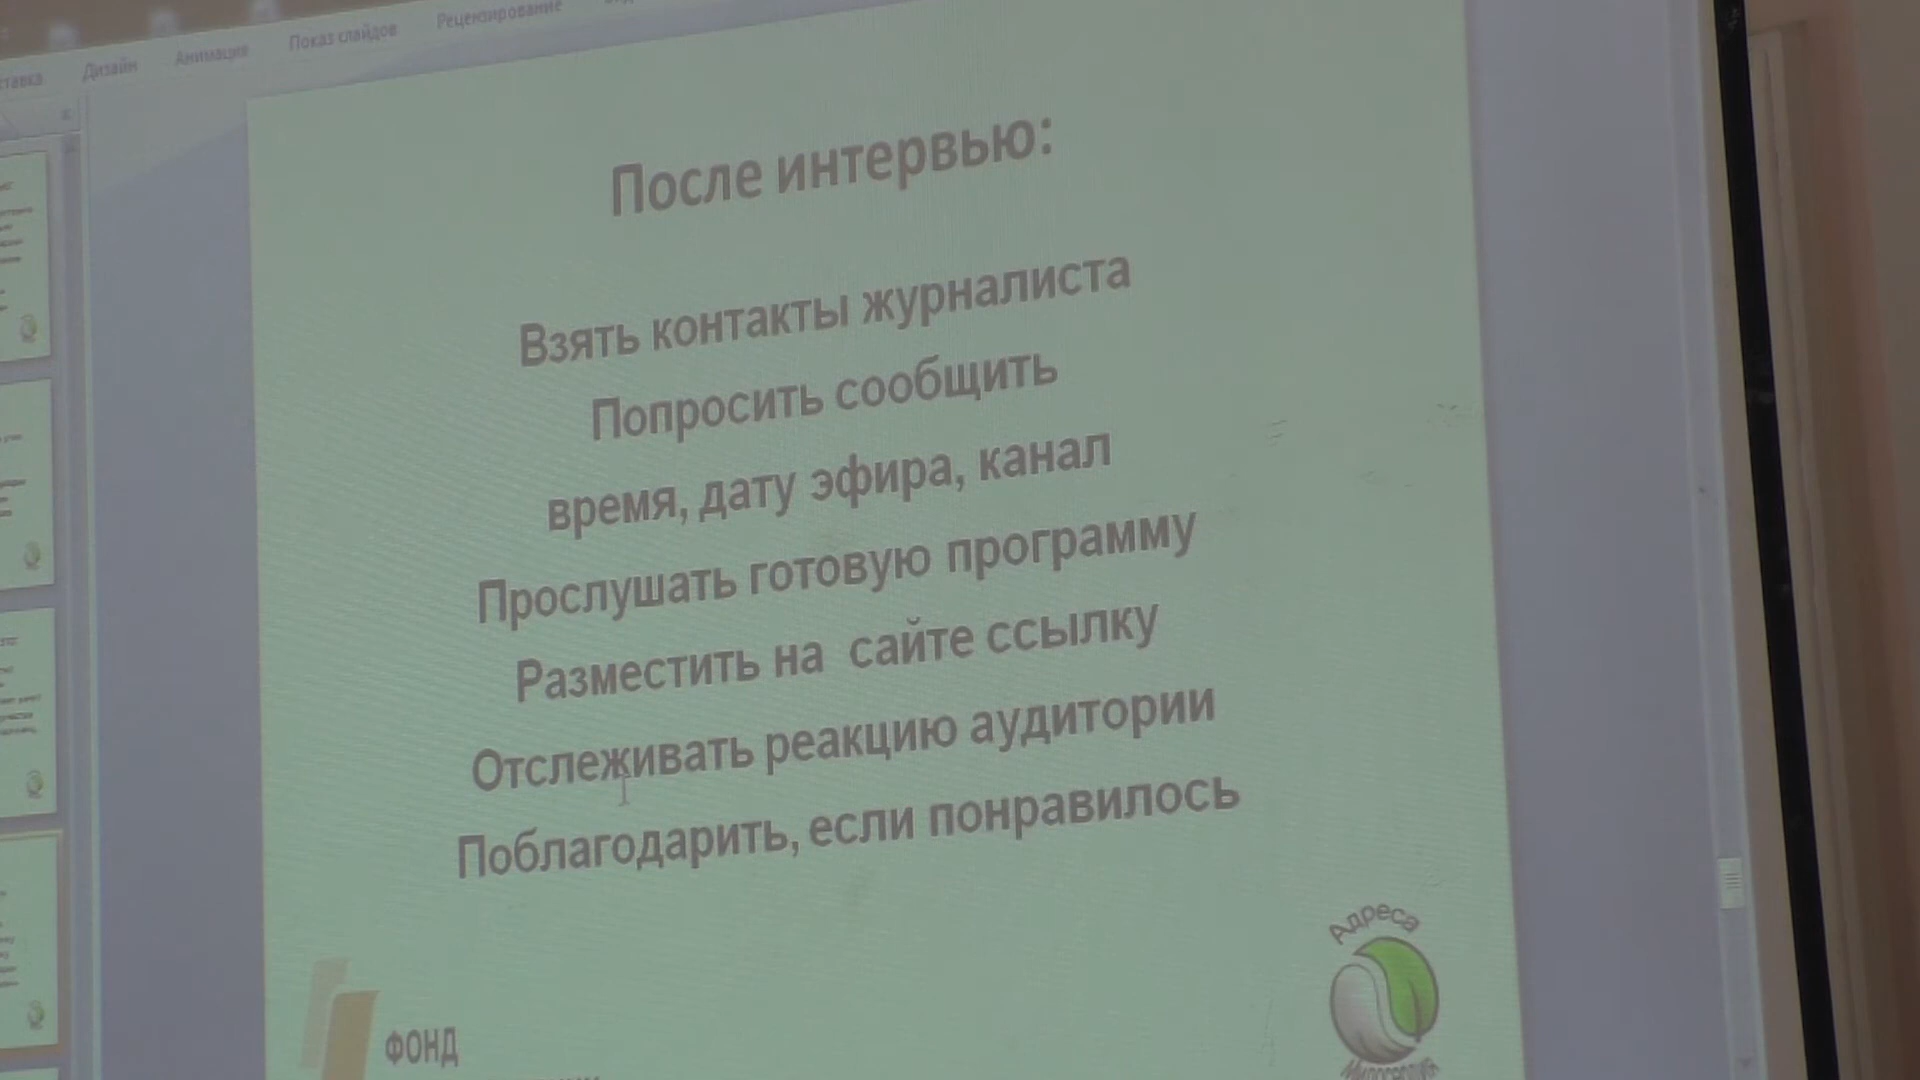 Дизайн Анимация Показ слайдов Рецензирование
После интервью:
Взять контакты журналиста
Попросить сообщить
время, дату эфира, канал
Прослушать готовую программу
Разместить на сайте ссылку
Отслеживать реакцию аудитории
Поблагодарить, если понравилось
Адреса
ФОНД